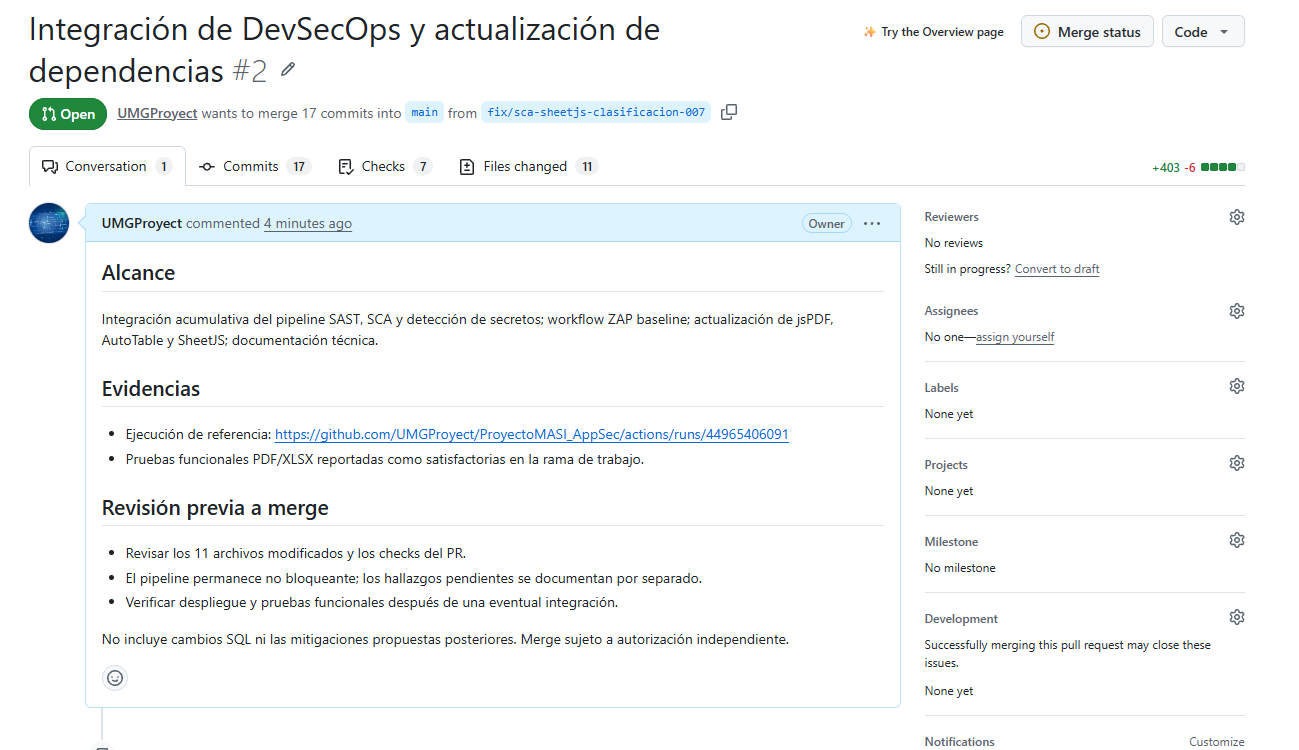 Integración de DevSecOps y actualización de
dependencias #2
Try the Overview page
Merge status
Code
Open
UMGProyect wants to merge 17 commits into main from fix/sca-sheetjs-clasificacion-007
Conversation 1
Commits 17
Checks 7
Files changed 11
+403 -6
UMGProyect commented 4 minutes ago
Owner
Alcance
Integración acumulativa del pipeline SAST, SCA y detección de secretos; workflow ZAP baseline; actualización de jsPDF,
AutoTable y SheetJS; documentación técnica.
Evidencias
Ejecución de referencia: https://github.com/UMGProyect/ProyectoMASI_AppSec/actions/runs/44965406091
Pruebas funcionales PDF/XLSX reportadas como satisfactorias en la rama de trabajo.
Revisión previa a merge
Revisar los 11 archivos modificados y los checks del PR.
El pipeline permanece no bloqueante; los hallazgos pendientes se documentan por separado.
Verificar despliegue y pruebas funcionales después de una eventual integración.
No incluye cambios SQL ni las mitigaciones propuestas posteriores. Merge sujeto a autorización independiente.
Reviewers
No reviews
Still in progress? Convert to draft
Assignees
No one—assign yourself
Labels
None yet
Projects
None yet
Milestone
No milestone
Development
Successfully merging this pull request may close these
issues.
None yet
Notifications
Customize